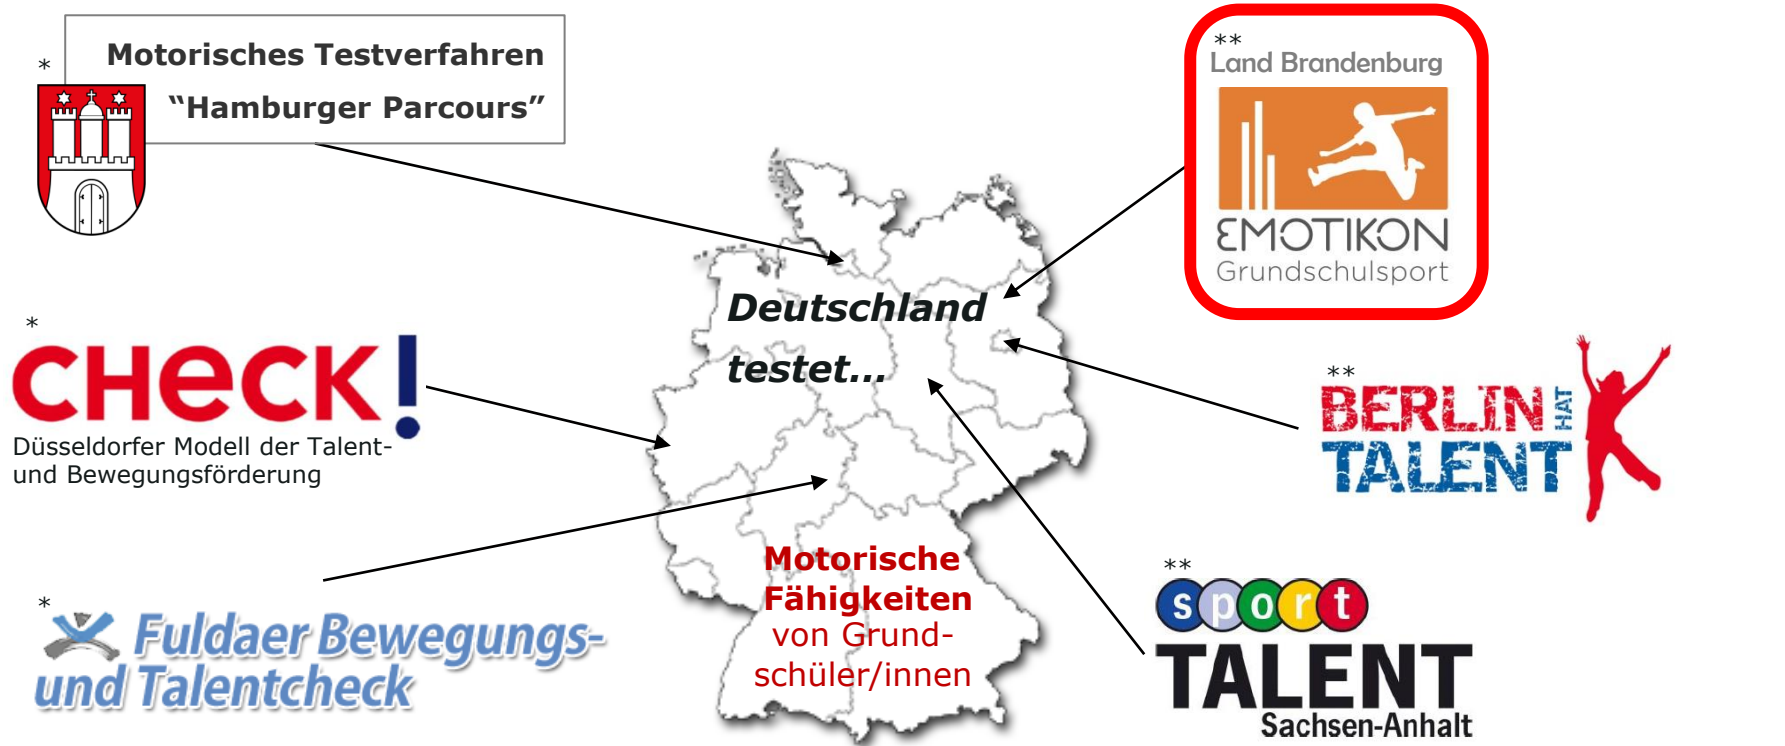 *
Motorisches Testverfahren
“Hamburger Parcours”
**
Land Brandenburg
EMOTIKON
Grundschulsport
Deutschland
testet...
*
CHeCK!
Düsseldorfer Modell der Talent-
und Bewegungsförderung
**
BERLIN HAT
TALENT
*
Fuldaer Bewegungs-
und Talentcheck
Motorische
Fähigkeiten
von Grund-
schüler/innen
**
sport
TALENT
Sachsen-Anhalt